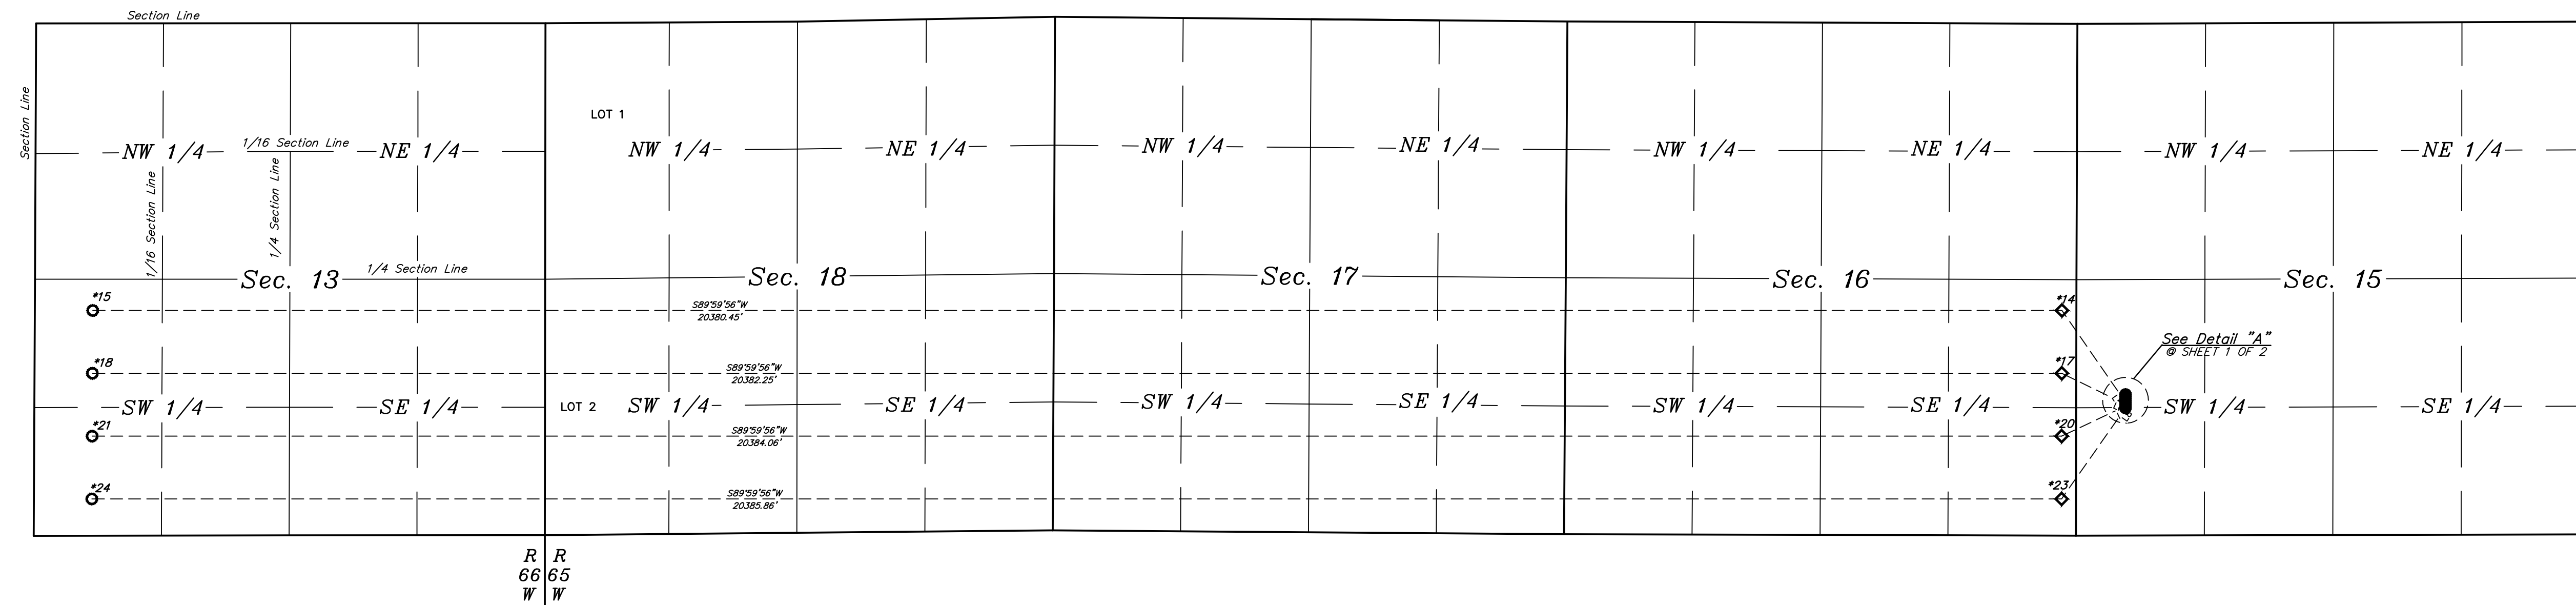 Section Line
Section Line
LOT 1
NW 1/4
1/16 Section Line
NE 1/4
NW 1/4
NE 1/4
NW 1/4
NE 1/4
NW 1/4
NE 1/4
NW 1/4
NE 1/4
1/16 Section Line
1/4 Section Line
Sec. 13
1/4 Section Line
Sec. 18
Sec. 17
Sec. 16
Sec. 15
*15
S89°59'56"W
20380.45'
*14
See Detail "A"
@ SHEET 1 OF 2
*18
S89°59'56"W
20382.25'
*17
SW 1/4
SE 1/4
LOT 2
SW 1/4
SE 1/4
SW 1/4
SE 1/4
SW 1/4
SE 1/4
SW 1/4
SE 1/4
*21
S89°59'56"W
20384.06'
*20
*24
S89°59'56"W
20385.86'
*23
R R
66 65
W W